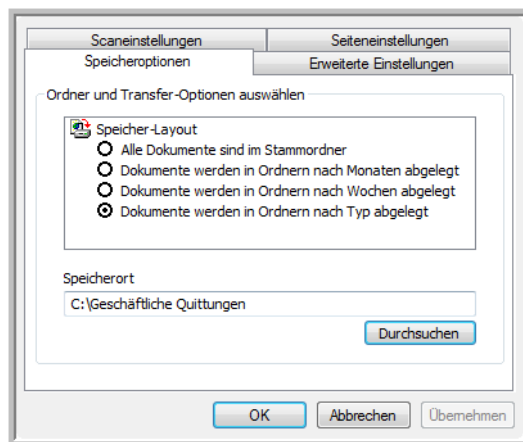 Scaneinstellungen
Seiteneinstellungen
Speicheroptionen
Erweiterte Einstellungen
Ordner und Transfer-Optionen auswählen
Speicher-Layout
Alle Dokumente sind im Stammordner
Dokumente werden in Ordnern nach Monaten abgelegt
Dokumente werden in Ordnern nach Wochen abgelegt
Dokumente werden in Ordnern nach Typ abgelegt
Speicherort
C:\Geschäftliche Quittungen
Durchsuchen
OK
Abbrechen
Übernehmen